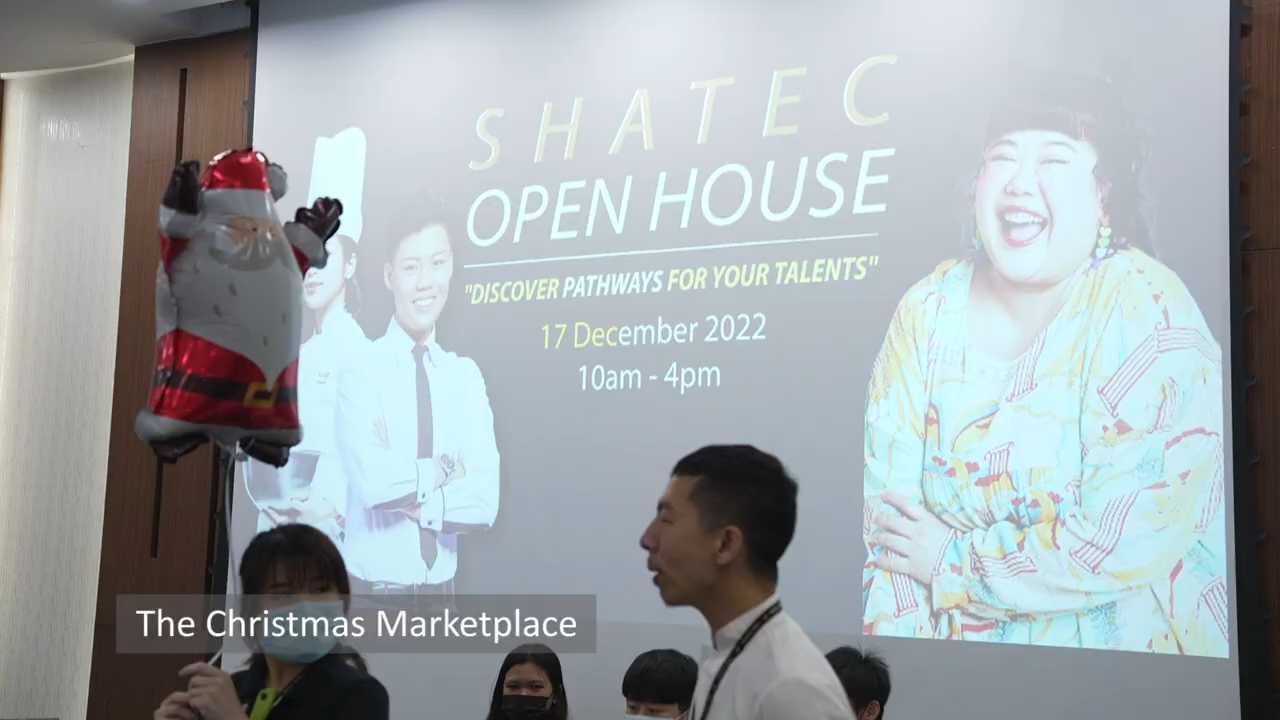 SHATEC
OPEN HOUSE
"DISCOVER PATHWAYS FOR YOUR TALENTS"
17 December 2022
10am - 4pm
The Christmas Marketplace